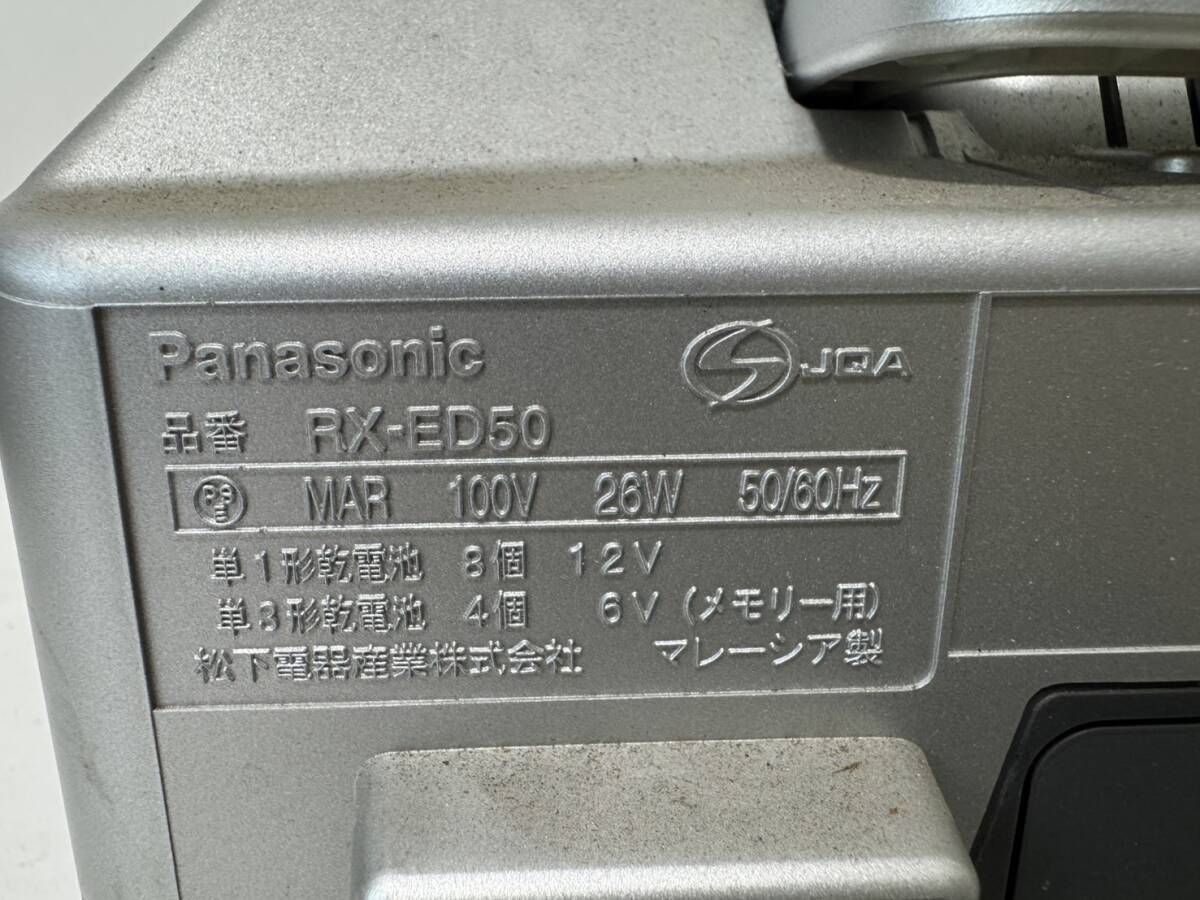 Panasonic
S JQA
品番 RX-ED50
PSE MAR 100V 26W 50/60Hz
単1形乾電池 8個 12V
単3形乾電池 4個 6V (メモリー用)
松下電器産業株式会社 マレーシア製